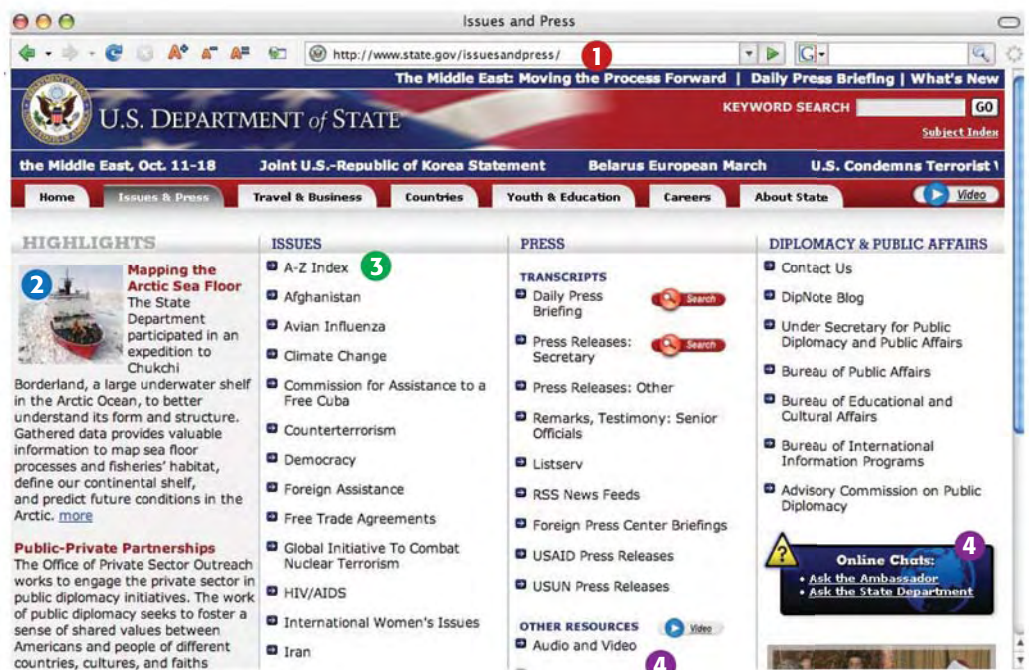 Issues and Press
http://www.state.gov/issuesandpress/
1
G
The Middle East: Moving the Process Forward | Daily Press Briefing | What's New
U.S. DEPARTMENT of STATE
KEYWORD SEARCH
GO
Subject Index
the Middle East, Oct. 11-18 Joint U.S.-Republic of Korea Statement Belarus European March U.S. Condemns Terrorist
Home Issues & Press Travel & Business Countries Youth & Education Careers About State Video
HIGHLIGHTS
2
Mapping the
Arctic Sea Floor
The State
Department
participated in an
expedition to
Chukchi
Borderland, a large underwater shelf
in the Arctic Ocean, to better
understand its form and structure.
Gathered data provides valuable
information to map sea floor
processes and fisheries' habitat,
define our continental shelf,
and predict future conditions in the
Arctic. more
Public-Private Partnerships
The Office of Private Sector Outreach
works to engage the private sector in
public diplomacy initiatives. The work
of public diplomacy seeks to foster a
sense of shared values between
Americans and people of different
countries, cultures, and faiths
ISSUES
A-Z Index
3
Afghanistan
Avian Influenza
Climate Change
Commission for Assistance to a
Free Cuba
Counterterrorism
Democracy
Foreign Assistance
Free Trade Agreements
Global Initiative To Combat
Nuclear Terrorism
HIV/AIDS
International Women's Issues
Iran
PRESS
TRANSCRIPTS
Daily Press
Briefing
Search
Press Releases:
Secretary
Search
Press Releases: Other
Remarks, Testimony: Senior
Officials
Listserv
RSS News Feeds
Foreign Press Center Briefings
USAID Press Releases
USUN Press Releases
OTHER RESOURCES
Video
Audio and Video
4
DIPLOMACY & PUBLIC AFFAIRS
Contact Us
DipNote Blog
Under Secretary for Public
Diplomacy and Public Affairs
Bureau of Public Affairs
Bureau of Educational and
Cultural Affairs
Bureau of International
Information Programs
Advisory Commission on Public
Diplomacy
?
4
Online Chats:
Ask the Ambassador
Ask the State Department